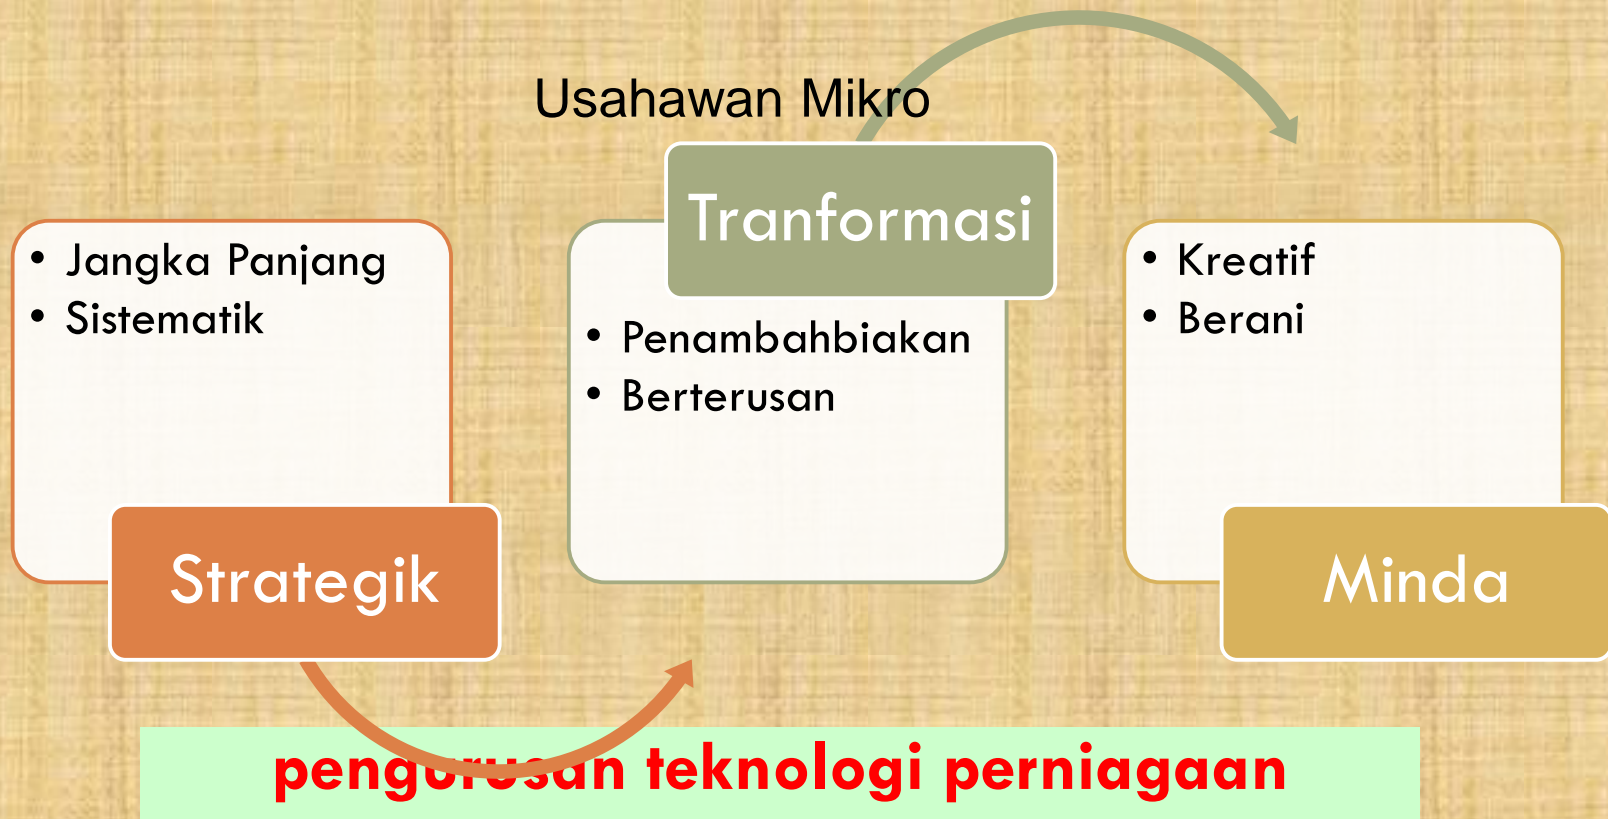 Usahawan Mikro
• Jangka Panjang
• Sistematik
Strategik
Tranformasi
• Penambahbiakan
• Berterusan
• Kreatif
• Berani
Minda
pengurusan teknologi perniagaan